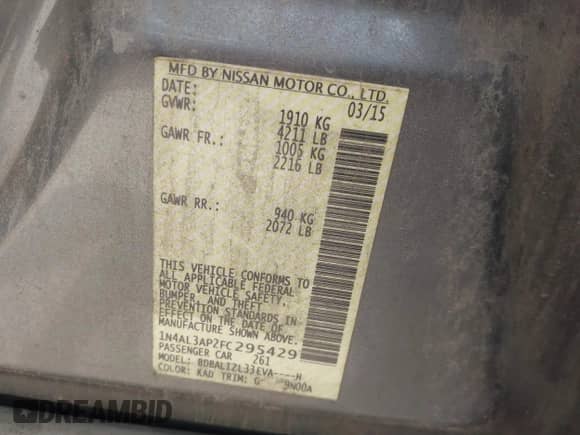 MFD BY NISSAN MOTOR CO., LTD.
DATE: 03/15
GVWR: 1910 KG
4211 LB
GAWR FR.: 1005 KG
2216 LB
GAWR RR.: 940 KG
2072 LB
THIS VEHICLE CONFORMS TO
ALL APPLICABLE FEDERAL
MOTOR VEHICLE SAFETY,
BUMPER, AND THEFT
PREVENTION STANDARDS
IN EFFECT ON THE DATE OF
MANUFACTURE SHOWN ABOVE.
1N4AL3AP2FC295429
PASSENGER CAR 261
MODEL: BDBALTZL33EVA----H
COLOR: KAD TRIM:
DREAMBID